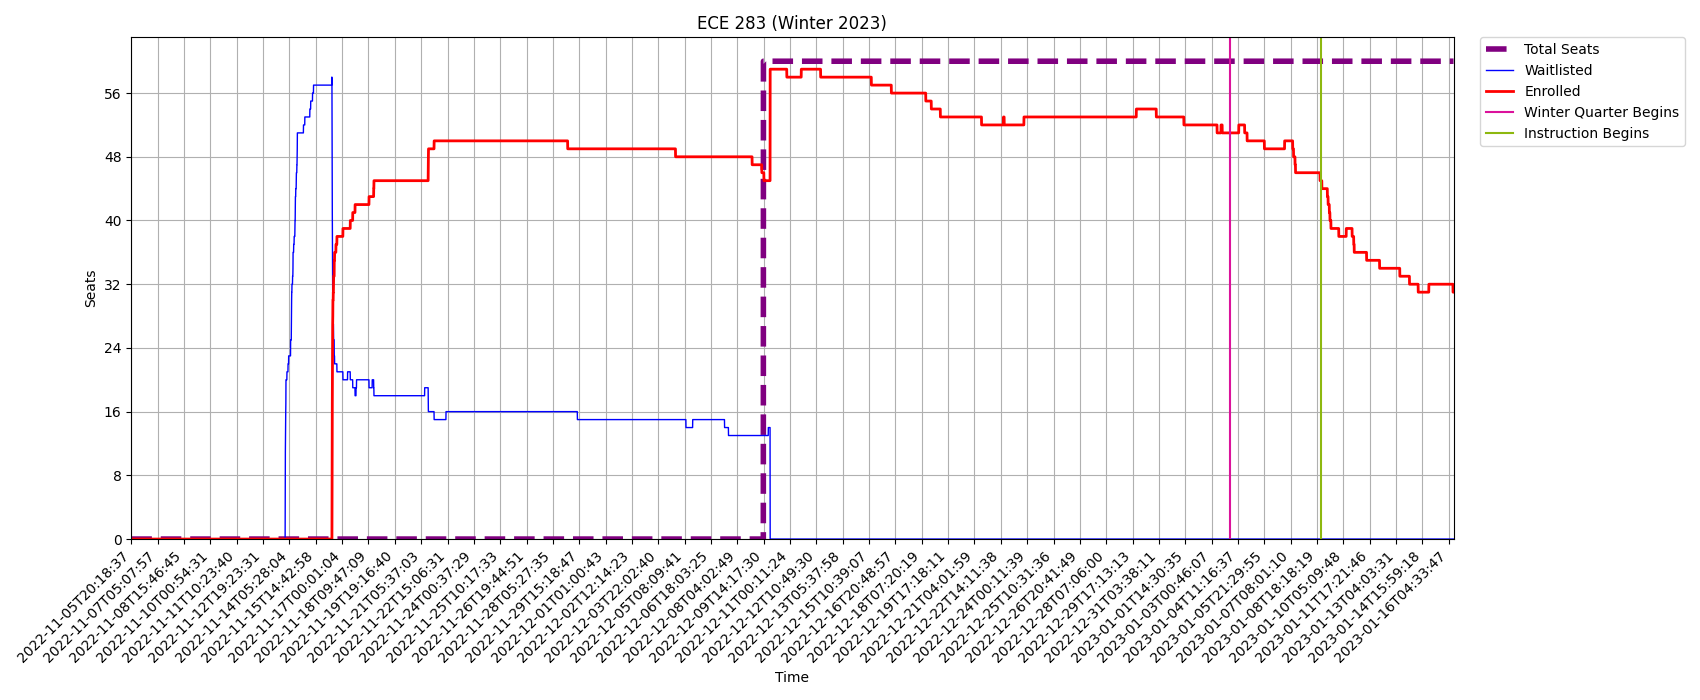 ECE 283 (Winter 2023)
Total Seats
Waitlisted
Enrolled
Winter Quarter Begins
Instruction Begins
Seats
56
48
40
32
24
16
8
0
2022-11-05T20:18:37
2022-11-07T05:07:57
2022-11-08T15:46:45
2022-11-10T00:54:31
2022-11-11T10:23:40
2022-11-12T19:23:31
2022-11-14T05:28:04
2022-11-15T14:42:58
2022-11-17T00:01:04
2022-11-18T09:47:09
2022-11-19T19:16:40
2022-11-21T05:37:03
2022-11-22T15:06:31
2022-11-24T00:37:29
2022-11-25T10:17:33
2022-11-26T19:44:51
2022-11-28T05:27:35
2022-11-29T15:18:47
2022-12-01T01:00:43
2022-12-02T12:14:23
2022-12-03T22:02:40
2022-12-05T08:09:41
2022-12-06T18:03:25
2022-12-08T04:02:49
2022-12-09T14:17:30
2022-12-11T00:11:24
2022-12-12T10:49:30
2022-12-13T05:37:58
2022-12-15T10:39:07
2022-12-16T20:48:57
2022-12-18T07:20:19
2022-12-19T17:18:11
2022-12-21T04:01:59
2022-12-22T14:11:38
2022-12-24T00:11:39
2022-12-25T10:31:36
2022-12-26T20:41:49
2022-12-28T07:06:00
2022-12-29T17:13:13
2022-12-31T03:38:11
2023-01-01T14:30:35
2023-01-03T00:46:07
2023-01-04T11:16:37
2023-01-05T21:29:55
2023-01-07T08:01:10
2023-01-08T18:18:19
2023-01-10T05:09:48
2023-01-11T17:21:46
2023-01-13T04:03:31
2023-01-14T15:59:18
2023-01-16T04:33:47
Time